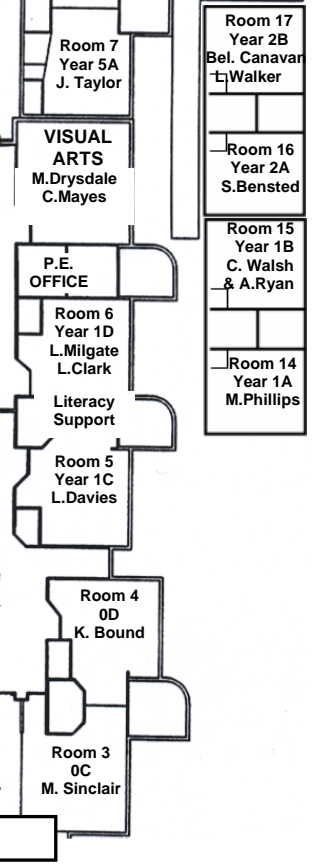 Room 7
Year 5A
J. Taylor
VISUAL
ARTS
M.Drysdale
C.Mayes
P.E.
OFFICE
Room 6
Year 1D
L.Milgate
L.Clark
Literacy
Support
Room 5
Year 1C
L.Davies
Room 4
0D
K. Bound
Room 3
0C
M. Sinclair
Room 17
Year 2B
Bel. Canavan
L.Walker
Room 16
Year 2A
S.Bensted
Room 15
Year 1B
C. Walsh
& A.Ryan
Room 14
Year 1A
M.Phillips